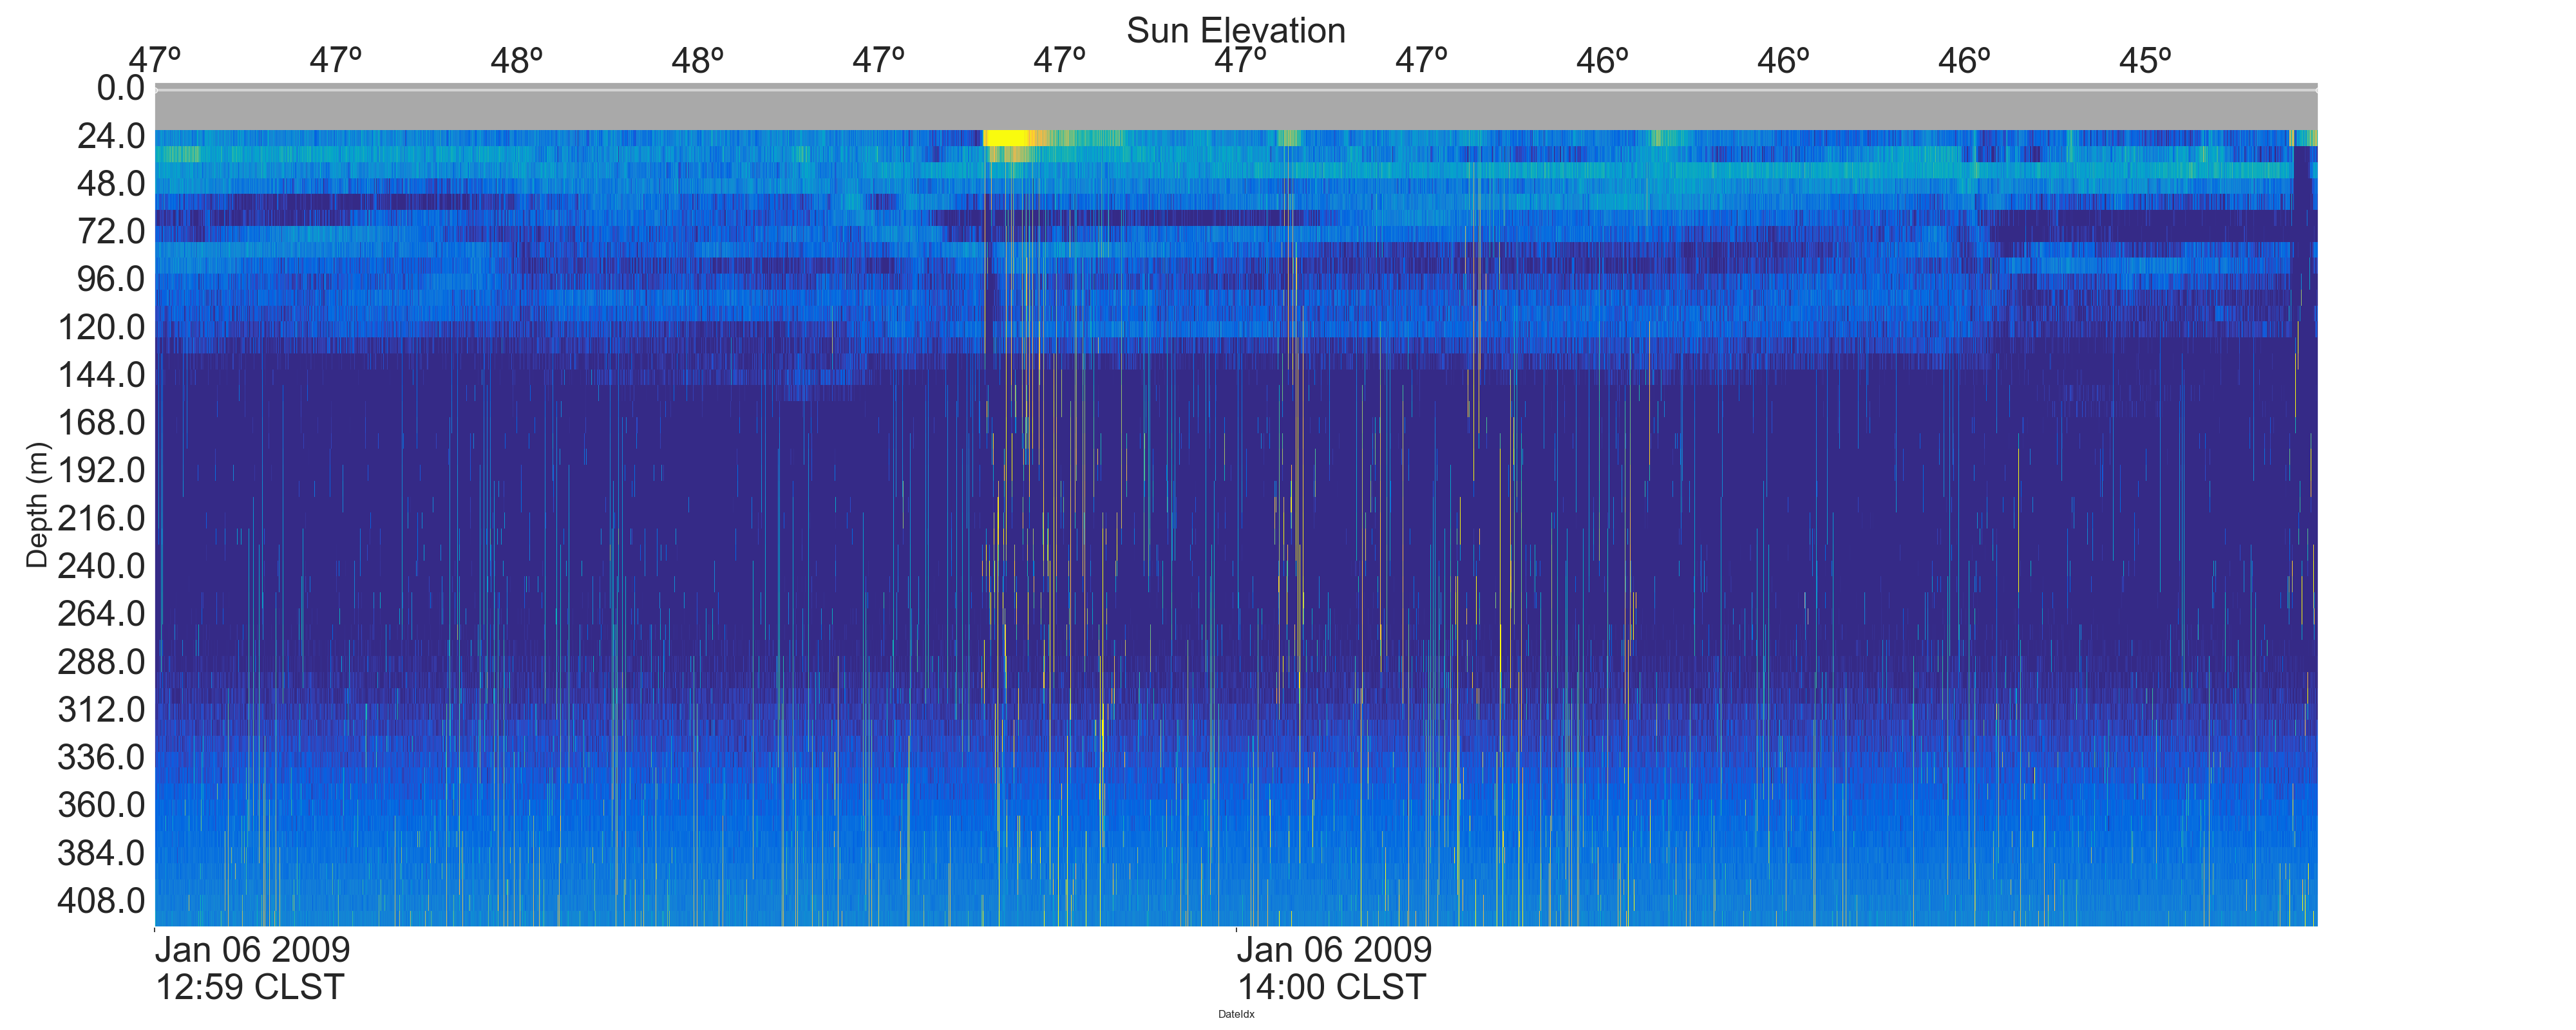 Sun Elevation
47º 47º 48º 48º 47º 47º 47º 47º 46º 46º 46º 45º
0.0
24.0
48.0
72.0
96.0
120.0
144.0
168.0
192.0
216.0
240.0
264.0
288.0
312.0
336.0
360.0
384.0
408.0
Depth (m)
Jan 06 2009
12:59 CLST
Jan 06 2009
14:00 CLST
DateIdx